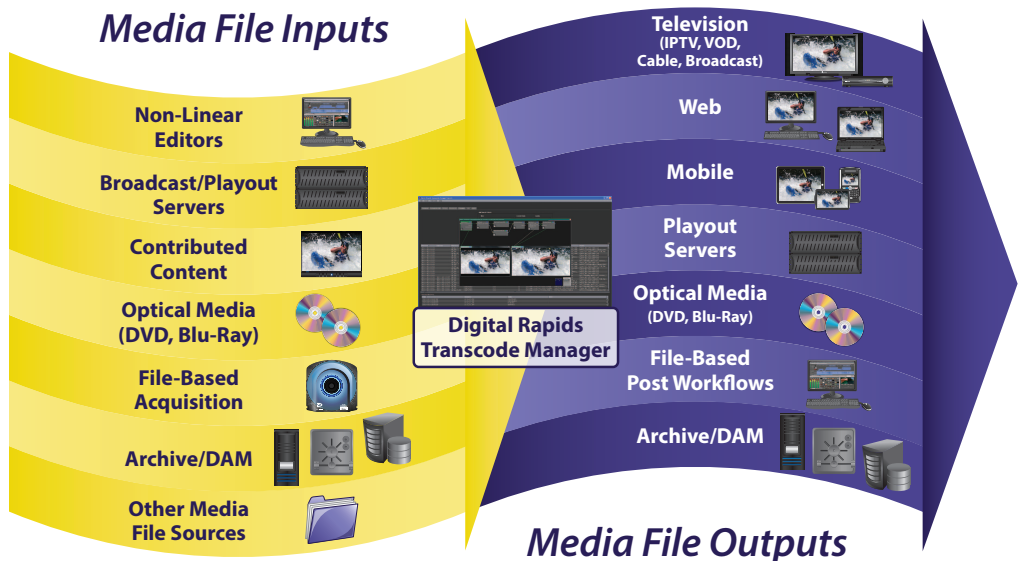 Media File Inputs
Non-Linear
Editors
Broadcast/Playout
Servers
Contributed
Content
Optical Media
(DVD, Blu-Ray)
File-Based
Acquisition
Archive/DAM
Other Media
File Sources
Digital Rapids
Transcode Manager
Television
(IPTV, VOD,
Cable, Broadcast)
Web
Mobile
Playout
Servers
Optical Media
(DVD, Blu-Ray)
File-Based
Post Workflows
Archive/DAM
Media File Outputs